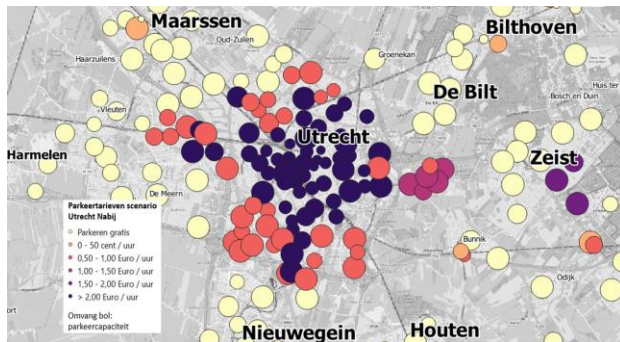 Maarssen
Bilthoven
Oud-Zuilen
Haarzuilens
Groenekan
De Bilt
Bosch en Duin
Huis ter
Vleuten
Utrecht
Harmelen
Zeist
De Meern
Parkeertarieven scenario
Utrecht Nabij
Parkeren gratis
0 - 50 cent / uur
0,50 - 1,00 Euro / uur
1,00 - 1,50 Euro / uur
1,50 - 2,00 Euro / uur
> 2,00 Euro / uur
Omvang bol:
parkeercapaciteit
Bunnik
Odijk
Nieuwegein
Houten